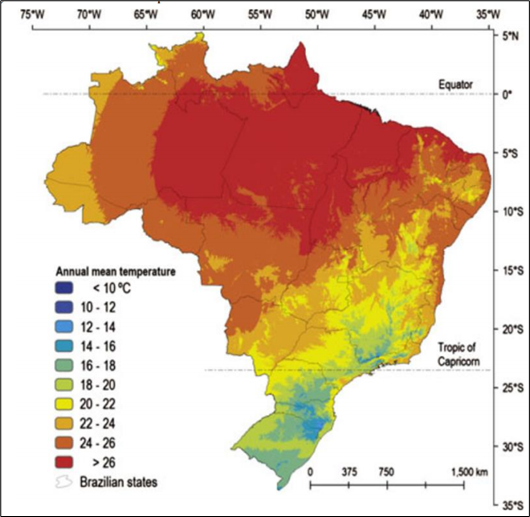 75°W 70°W 65°W 60°W 55°W 50°W 45°W 40°W 35°W
5°N
Equator
0°
5°S
10°S
15°S
Annual mean temperature
< 10 ºC
10 - 12
12 - 14
14 - 16
16 - 18
18 - 20
20 - 22
22 - 24
24 - 26
> 26
Brazilian states
20°S
Tropic of
Capricorn
25°S
30°S
0 375 750 1,500 km
35°S